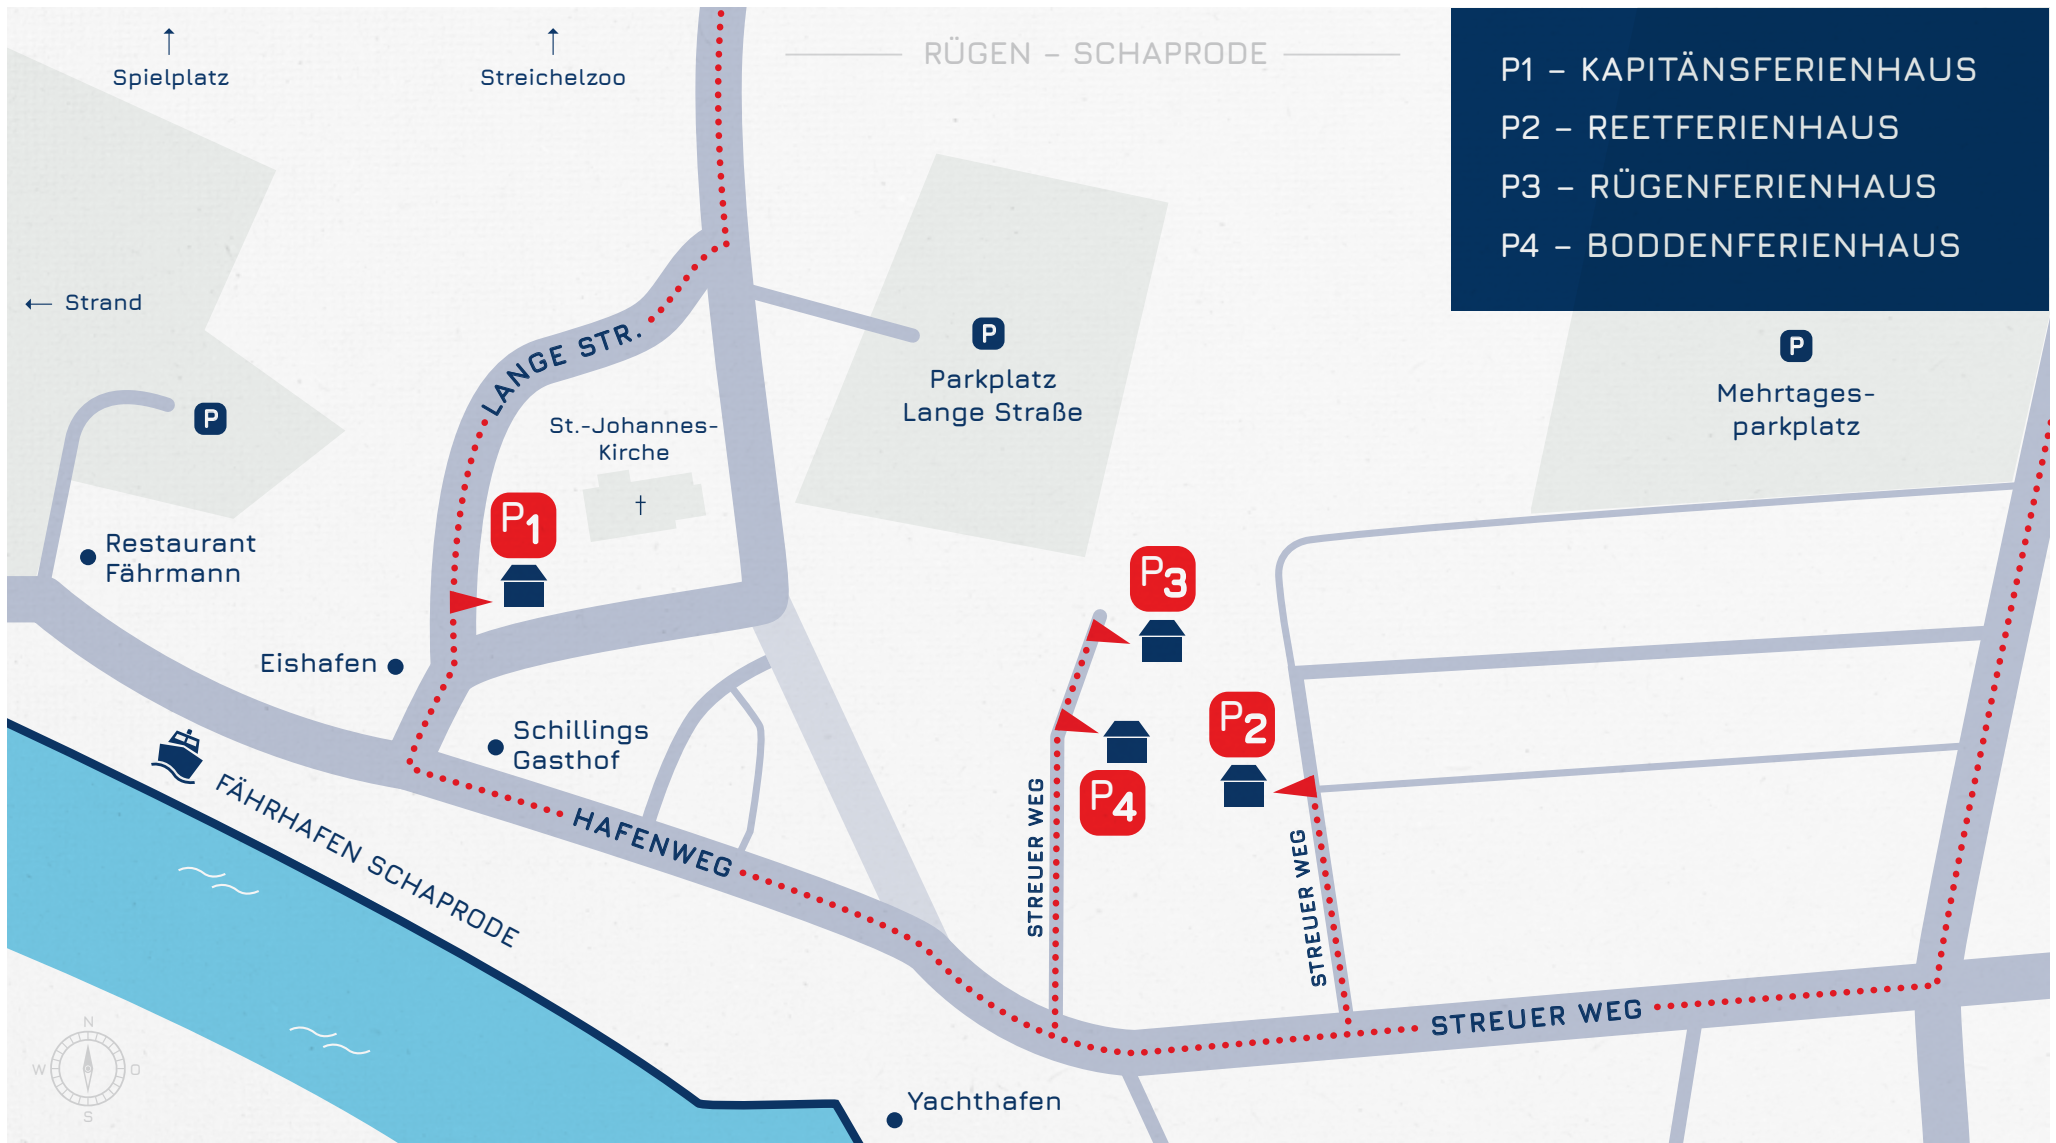 Spielplatz
Streichelzoo
RÜGEN – SCHAPRODE
P1 – KAPITÄNSFERIENHAUS
P2 – REETFERIENHAUS
P3 – RÜGENFERIENHAUS
P4 – BODDENFERIENHAUS
Strand
LANGE STR.
P
Parkplatz
Lange Straße
P
Mehrtages-
parkplatz
P
St.-Johannes-
Kirche
P1
Restaurant
Fährmann
P3
Eishafen
Schillings
Gasthof
P2
P4
FÄHRHAFEN SCHAPRODE
HAFENWEG
STREUER WEG
STREUER WEG
STREUER WEG
Yachthafen
N
W O
S